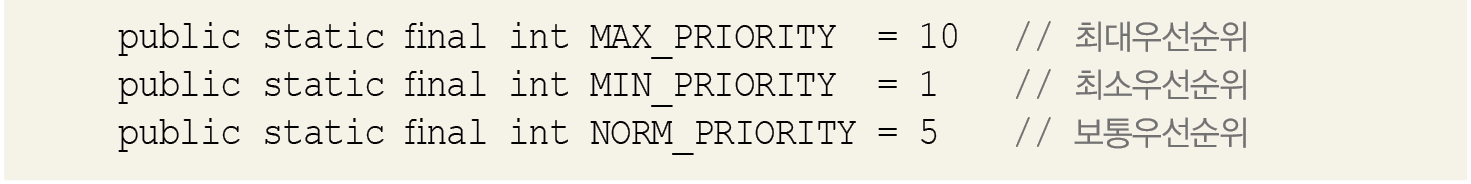 public static final int MAX_PRIORITY = 10 // 최대우선순위
public static final int MIN_PRIORITY = 1 // 최소우선순위
public static final int NORM_PRIORITY = 5 // 보통우선순위